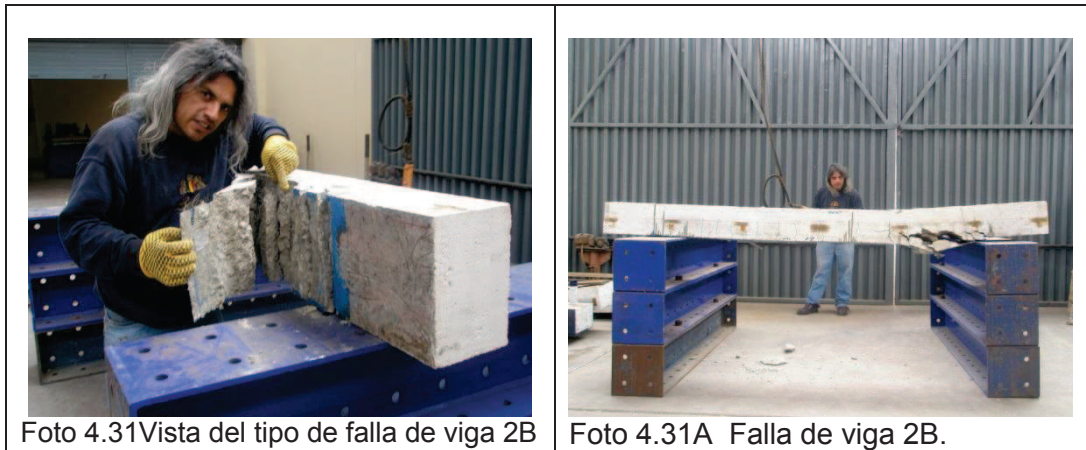 Foto 4.31Vista del tipo de falla de viga 2B
Foto 4.31A Falla de viga 2B.